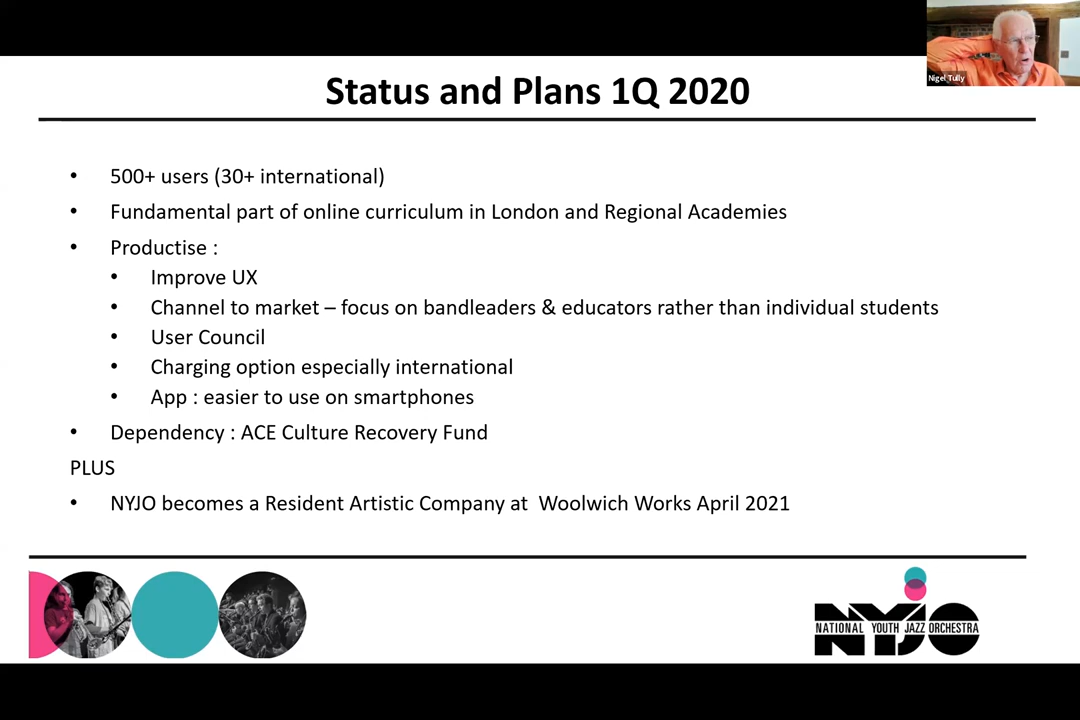 Nigel Tully
Status and Plans 1Q 2020
• 500+ users (30+ international)
• Fundamental part of online curriculum in London and Regional Academies
• Productise :
• Improve UX
• Channel to market – focus on bandleaders & educators rather than individual students
• User Council
• Charging option especially international
• App : easier to use on smartphones
• Dependency : ACE Culture Recovery Fund
PLUS
• NYJO becomes a Resident Artistic Company at  Woolwich Works April 2021
NYJO
NATIONAL YOUTH JAZZ ORCHESTRA